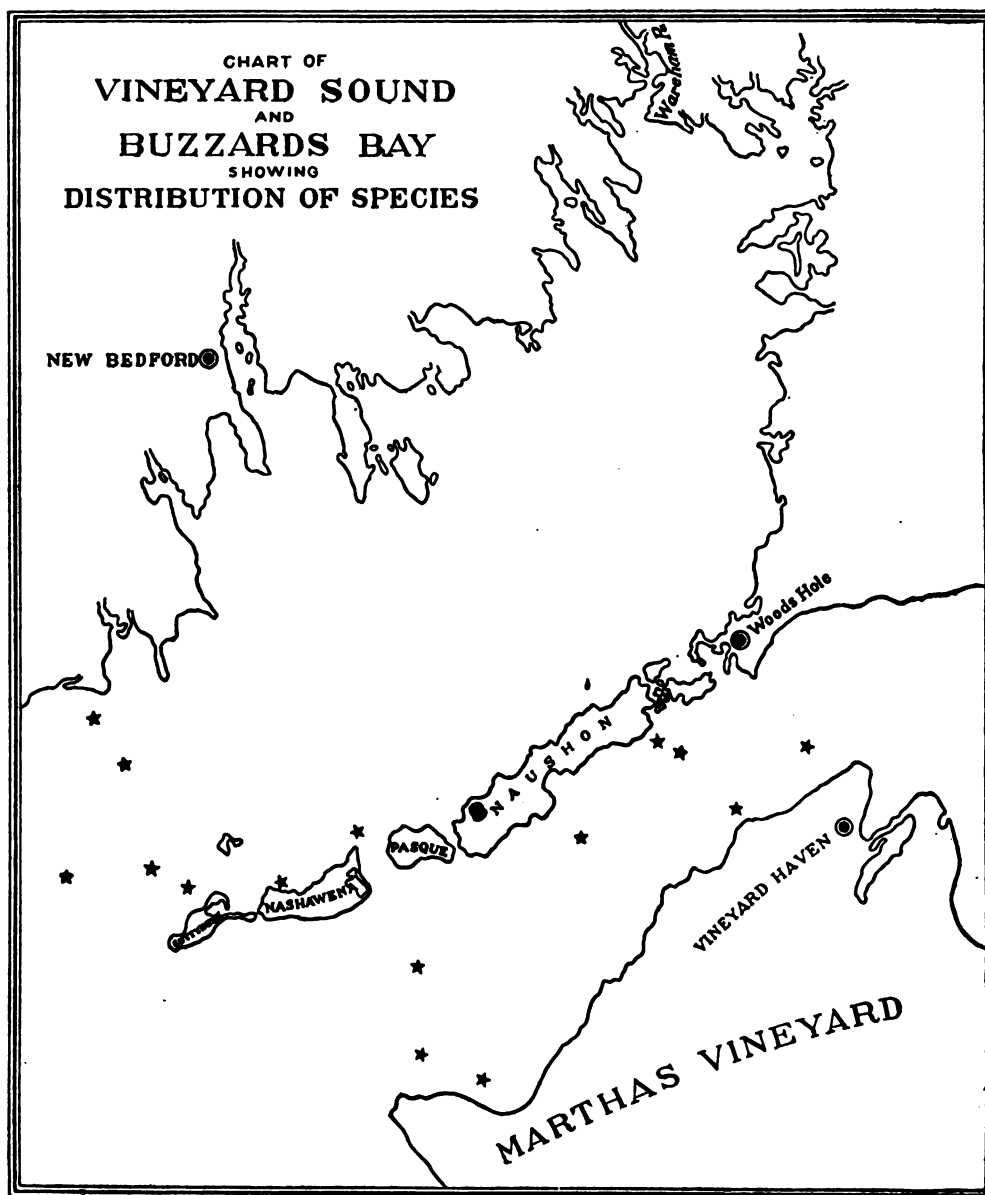 CHART OF
VINEYARD SOUND
AND
BUZZARDS BAY
SHOWING
DISTRIBUTION OF SPECIES
Wareham R.
NEW BEDFORD
Woods Hole
NAUSHON
PASQUE
NASHAWENA
VINEYARD HAVEN
MARTHAS VINEYARD